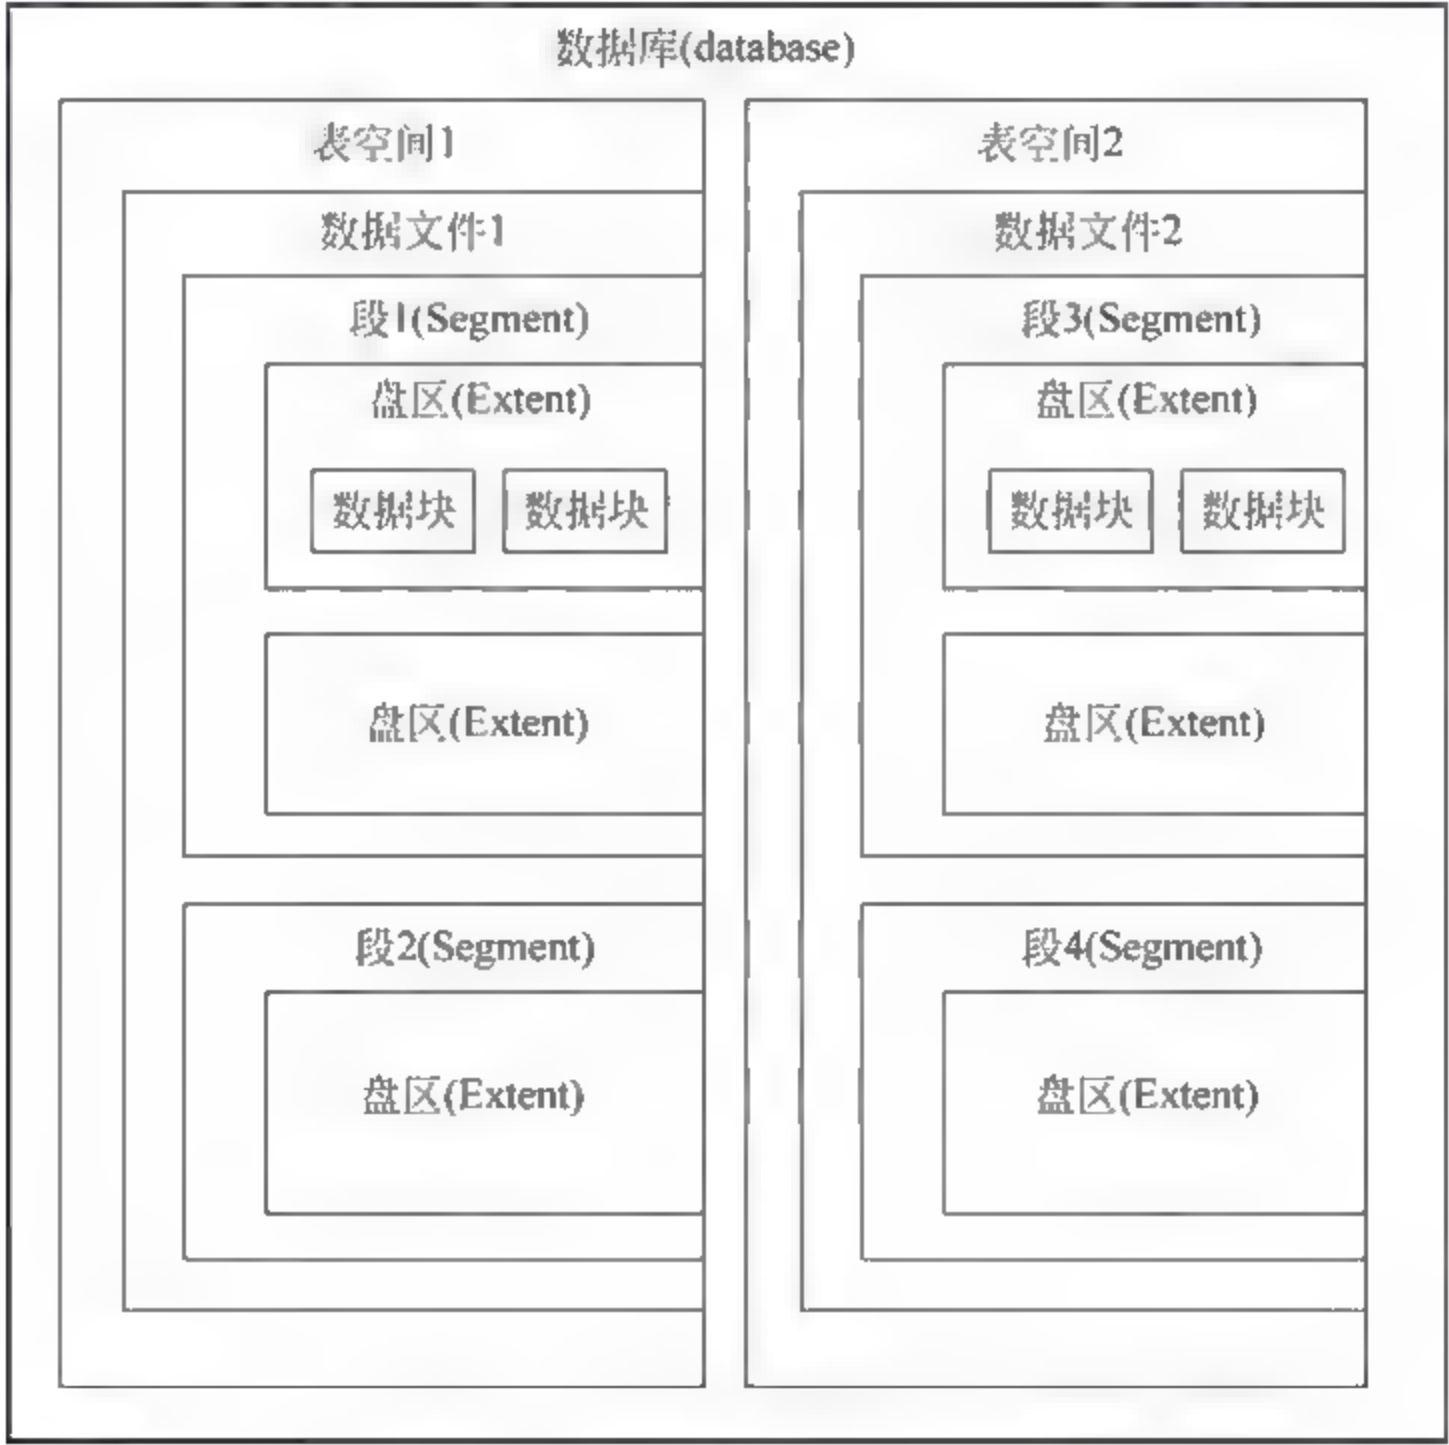 数据库(database)
表空间1
数据文件1
段1(Segment)
盘区(Extent)
数据块 数据块
盘区(Extent)
段2(Segment)
盘区(Extent)
表空间2
数据文件2
段3(Segment)
盘区(Extent)
数据块 数据块
盘区(Extent)
段4(Segment)
盘区(Extent)